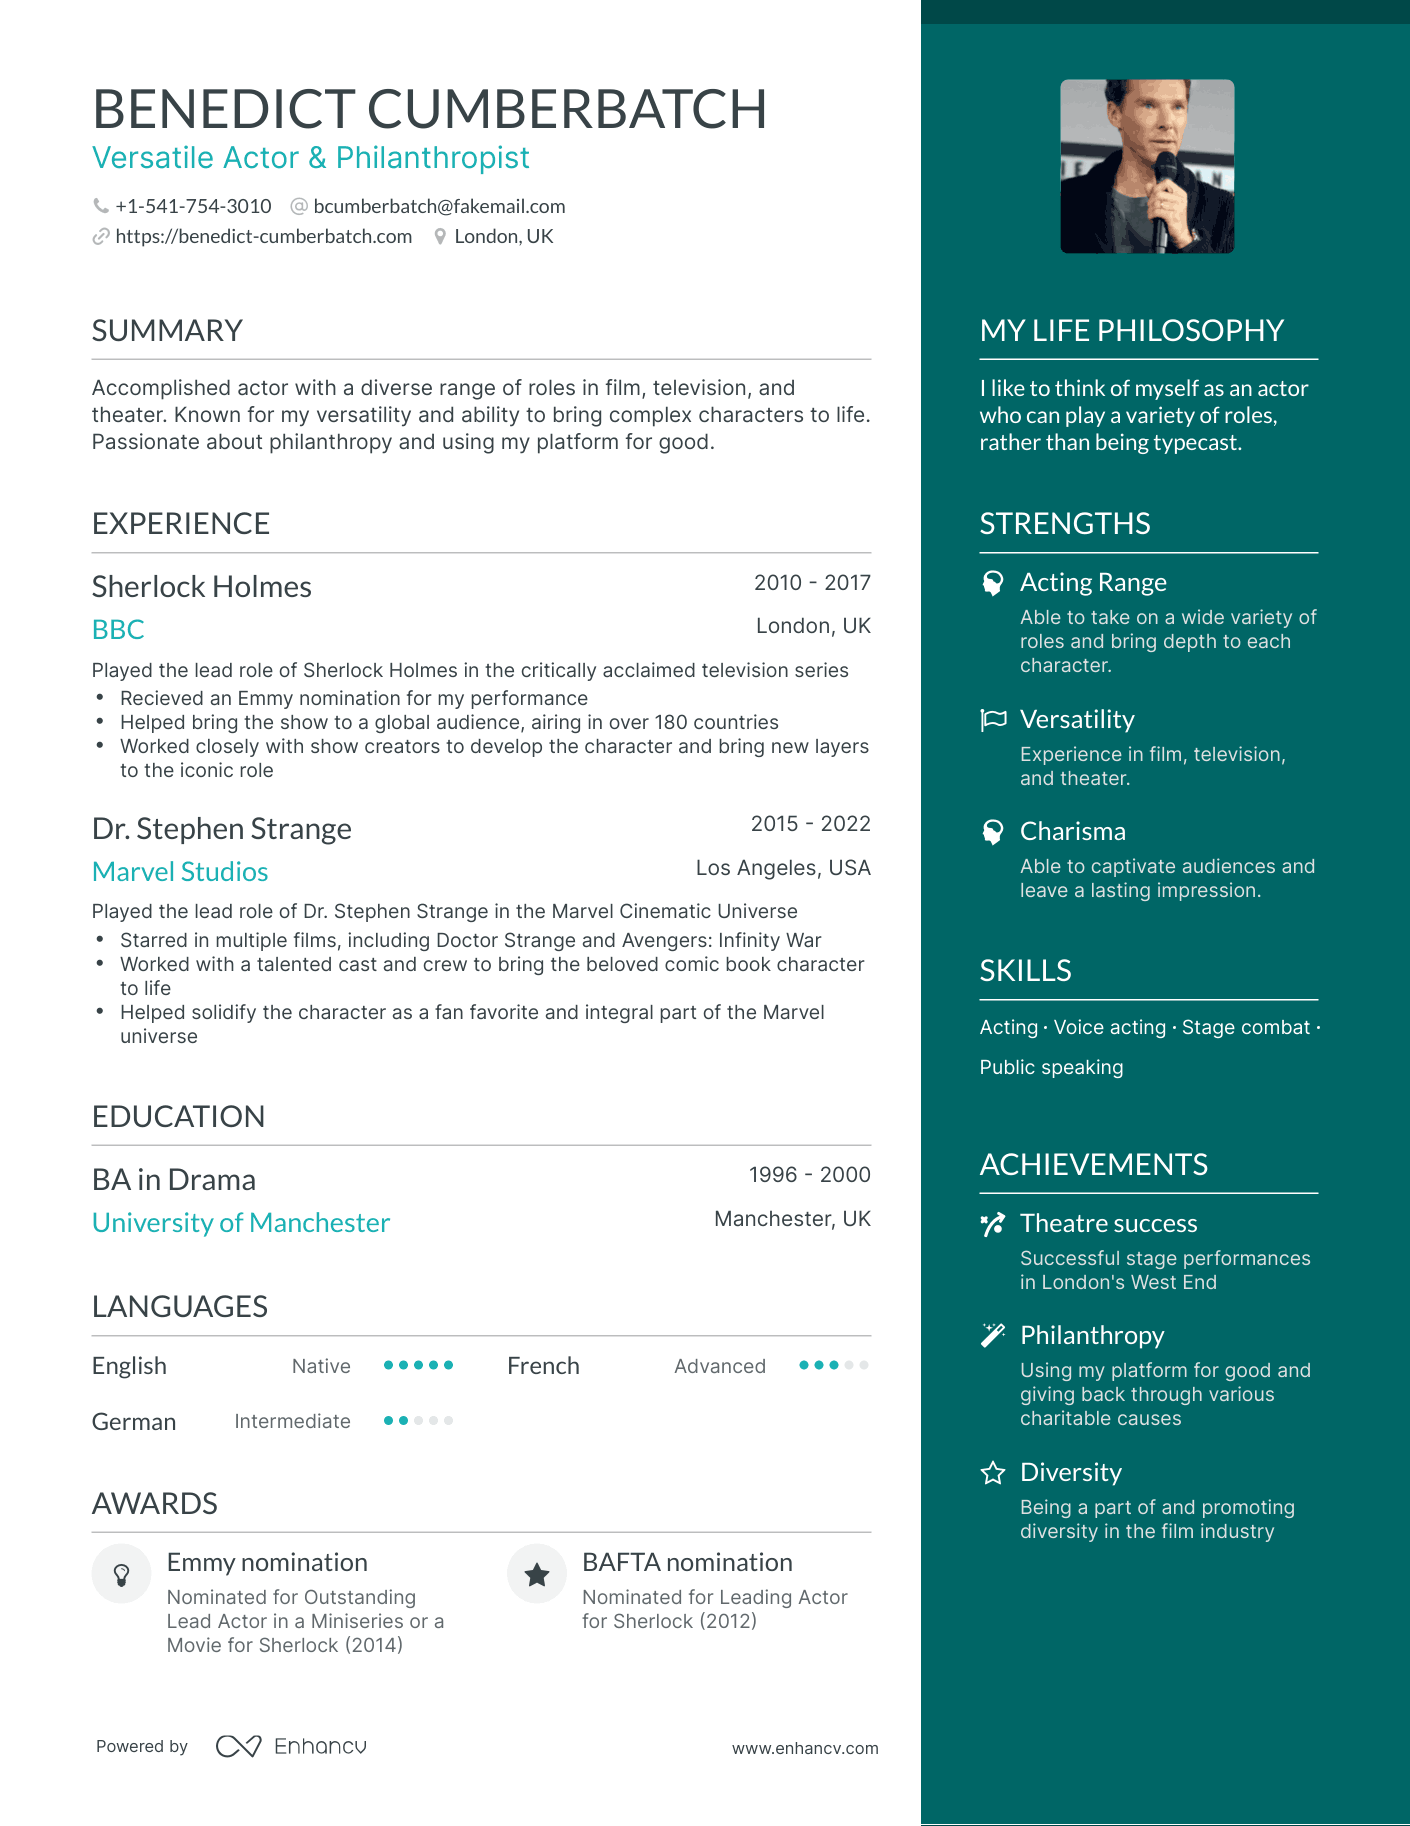 BENEDICT CUMBERBATCH
Versatile Actor & Philanthropist
+1-541-754-3010 bcumberbatch@fakemail.com
https://benedict-cumberbatch.com London, UK
SUMMARY
Accomplished actor with a diverse range of roles in film, television, and
theater. Known for my versatility and ability to bring complex characters to life.
Passionate about philanthropy and using my platform for good.
EXPERIENCE
Sherlock Holmes 2010 - 2017
BBC London, UK
Played the lead role of Sherlock Holmes in the critically acclaimed television series
• Recieved an Emmy nomination for my performance
• Helped bring the show to a global audience, airing in over 180 countries
• Worked closely with show creators to develop the character and bring new layers
to the iconic role
Dr. Stephen Strange 2015 - 2022
Marvel Studios Los Angeles, USA
Played the lead role of Dr. Stephen Strange in the Marvel Cinematic Universe
• Starred in multiple films, including Doctor Strange and Avengers: Infinity War
• Worked with a talented cast and crew to bring the beloved comic book character
to life
• Helped solidify the character as a fan favorite and integral part of the Marvel
universe
EDUCATION
BA in Drama 1996 - 2000
University of Manchester Manchester, UK
LANGUAGES
English Native French Advanced
German Intermediate
AWARDS
Emmy nomination
Nominated for Outstanding
Lead Actor in a Miniseries or a
Movie for Sherlock (2014)
BAFTA nomination
Nominated for Leading Actor
for Sherlock (2012)
Powered by Enhancv www.enhancv.com
MY LIFE PHILOSOPHY
I like to think of myself as an actor
who can play a variety of roles,
rather than being typecast.
STRENGTHS
Acting Range
Able to take on a wide variety of
roles and bring depth to each
character.
Versatility
Experience in film, television,
and theater.
Charisma
Able to captivate audiences and
leave a lasting impression.
SKILLS
Acting · Voice acting · Stage combat ·
Public speaking
ACHIEVEMENTS
Theatre success
Successful stage performances
in London's West End
Philanthropy
Using my platform for good and
giving back through various
charitable causes
Diversity
Being a part of and promoting
diversity in the film industry